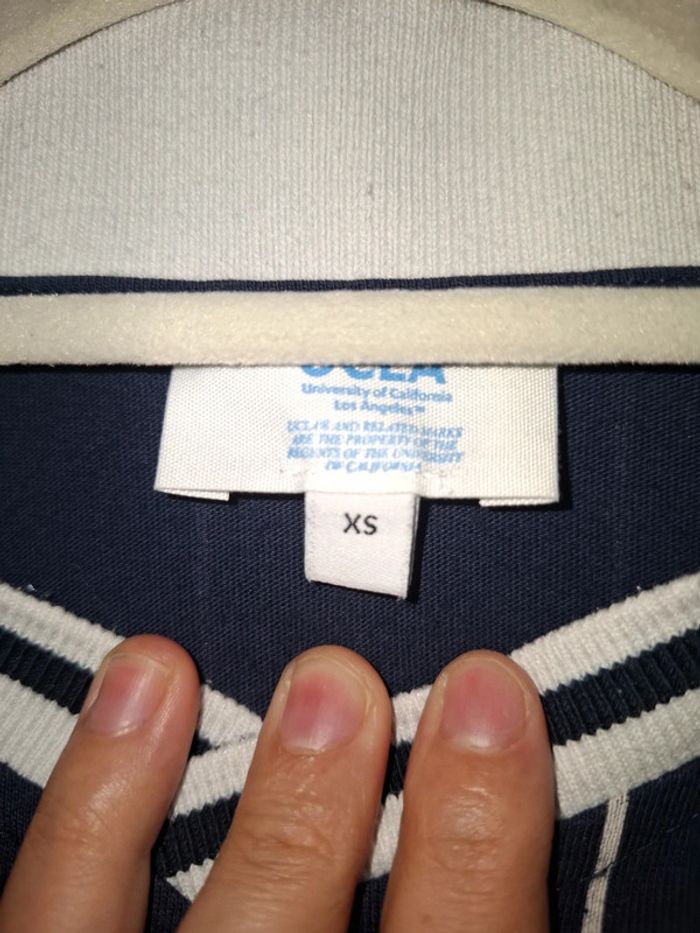 UCLA
University of California
Los Angeles™
UCLA® AND RELATED MARKS
ARE THE PROPERTY OF THE
REGENTS OF THE UNIVERSITY
OF CALIFORNIA
XS